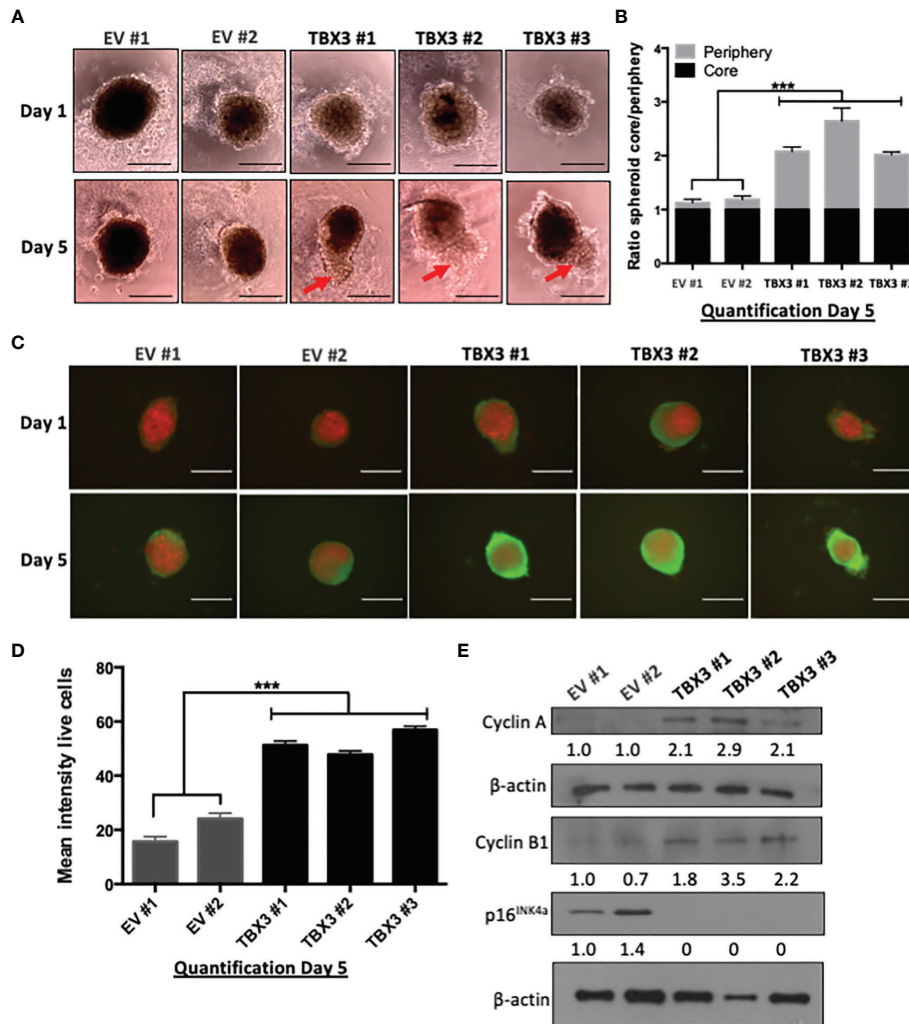 A
EV #1 EV #2 TBX3 #1 TBX3 #2 TBX3 #3
Day 1
Day 5
B
Periphery
Core
***
Ratio spheroid core/periphery
4
3
2
1
0
EV #1 EV #2 TBX3 #1 TBX3 #2 TBX3 #3
Quantification Day 5
C
EV #1 EV #2 TBX3 #1 TBX3 #2 TBX3 #3
Day 1
Day 5
D
***
Mean intensity live cells
80
60
40
20
0
EV #1 EV #2 TBX3 #1 TBX3 #2 TBX3 #3
Quantification Day 5
E
EV #1 EV #2 TBX3 #1 TBX3 #2 TBX3 #3
Cyclin A
1.0 1.0 2.1 2.9 2.1
β-actin
Cyclin B1
1.0 0.7 1.8 3.5 2.2
p16INK4a
1.0 1.4 0 0 0
β-actin